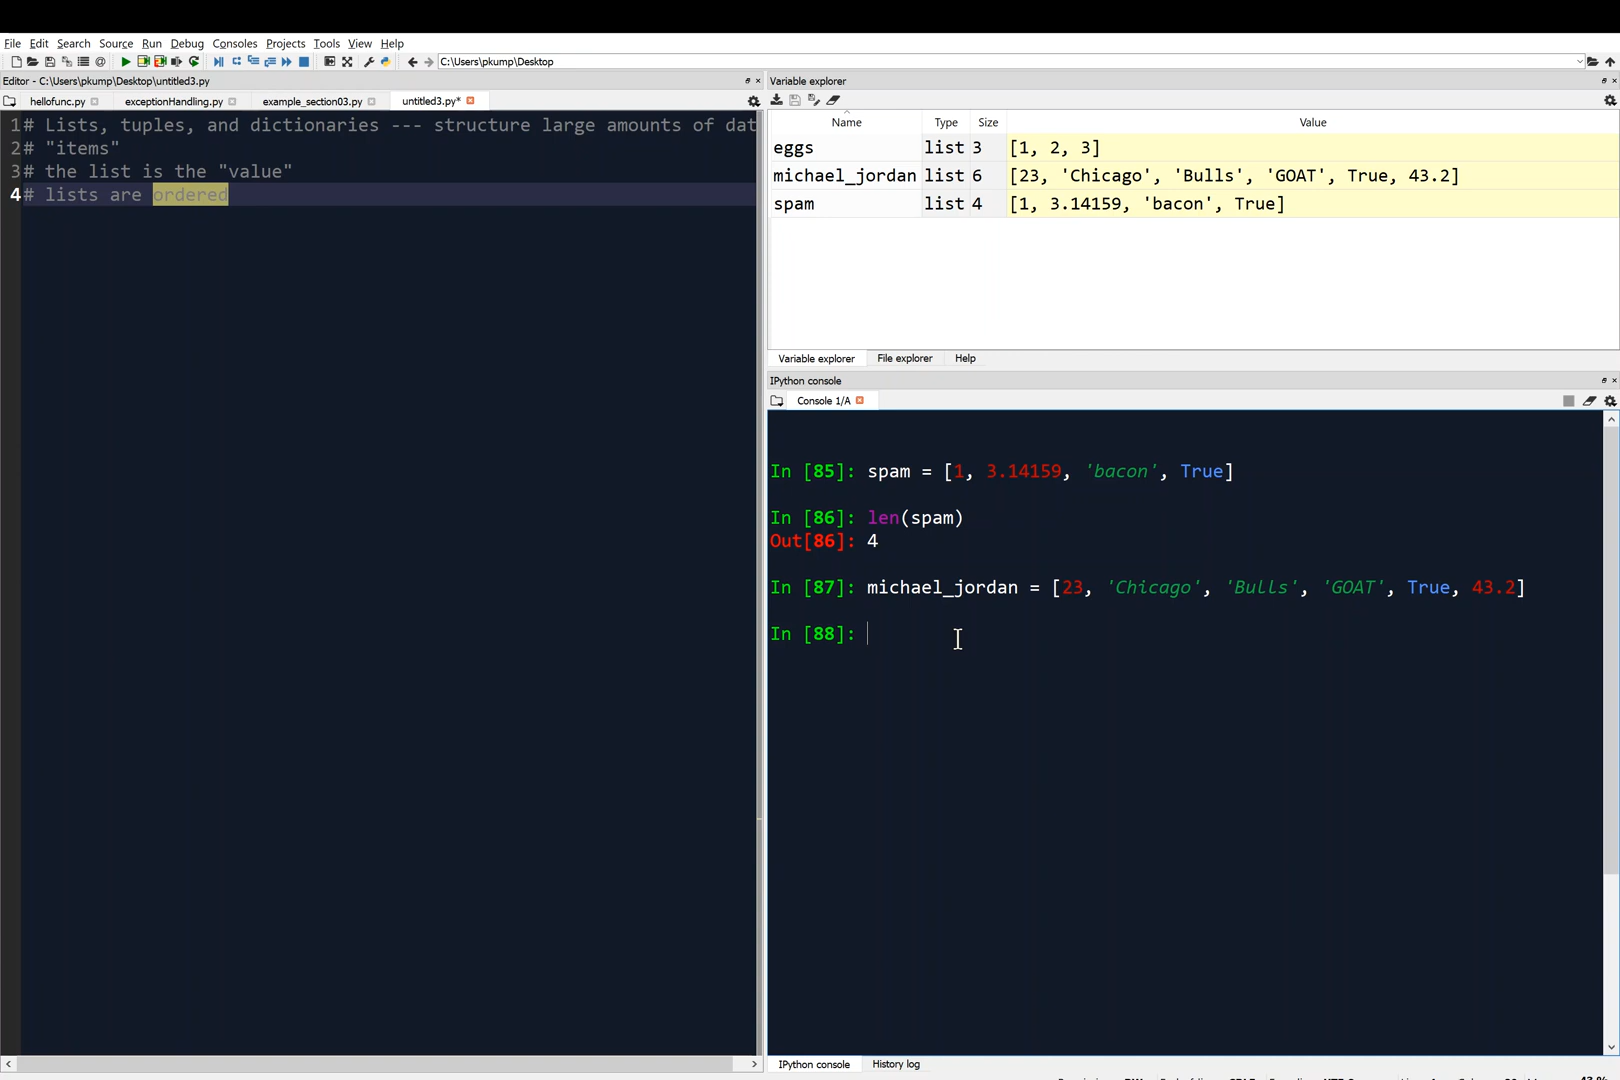 File Edit Search Source Run Debug Consoles Projects Tools View Help
C:\Users\pkump\Desktop
Editor - C:\Users\pkump\Desktop\untitled3.py
hellofunc.py exceptionHandling.py example_section03.py untitled3.py*
1 # Lists, tuples, and dictionaries --- structure large amounts of dat
2 # "items"
3 # the list is the "value"
4 # lists are ordered
Variable explorer
Name Type Size Value
eggs list 3 [1, 2, 3]
michael_jordan list 6 [23, 'Chicago', 'Bulls', 'GOAT', True, 43.2]
spam list 4 [1, 3.14159, 'bacon', True]
Variable explorer File explorer Help
IPython console
Console 1/A
In [85]: spam = [1, 3.14159, 'bacon', True]
In [86]: len(spam)
Out[86]: 4
In [87]: michael_jordan = [23, 'Chicago', 'Bulls', 'GOAT', True, 43.2]
In [88]:
IPython console History log